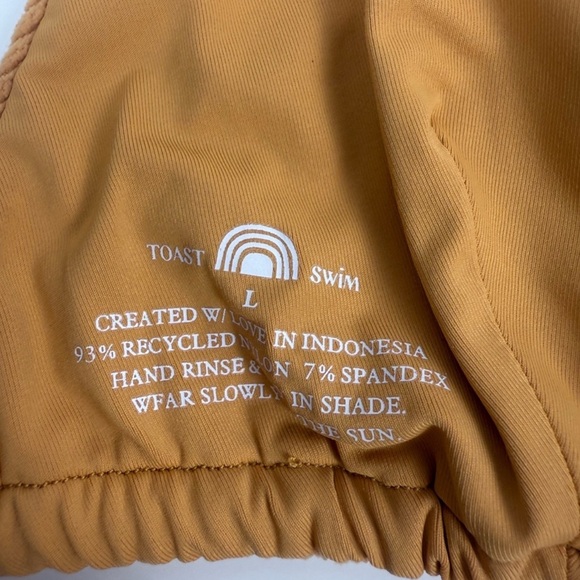 TOAST SWiM
L
CREATED W/ LOVE IN INDONESIA
93% RECYCLED N ON 7% SPANDEX
HAND RINSE & IN SHADE.
WEAR SLOWLY THE SUN.